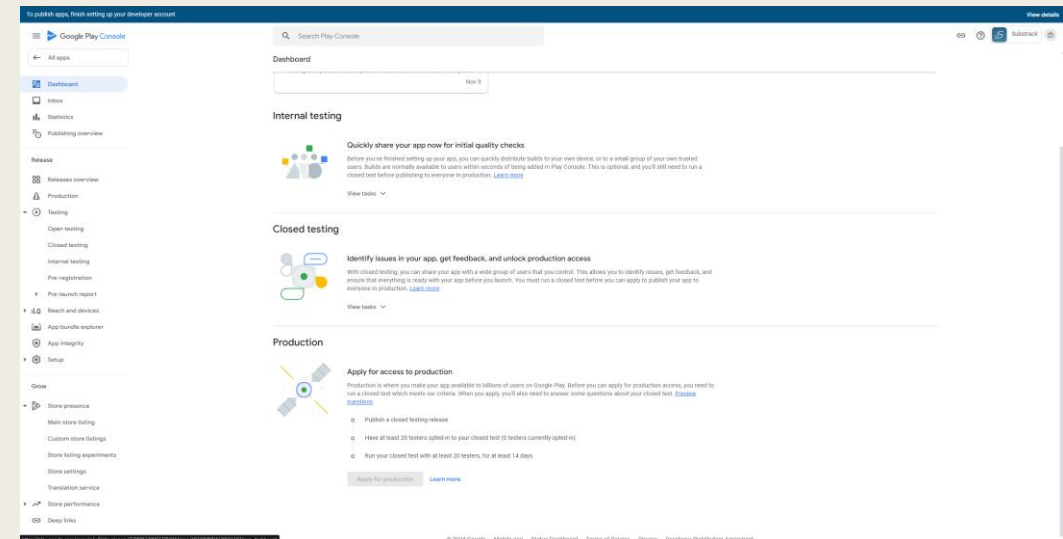 To publish apps, finish setting up your developer account
View details
Google Play Console
Search Play Console
Substrack
All apps
Dashboard
Dashboard
Inbox
Statistics
Publishing overview
Nov 9
Release
Releases overview
Production
Testing
Open testing
Closed testing
Internal testing
Pre-registration
Pre-launch report
Reach and devices
App bundle explorer
App integrity
Setup
Grow
Store presence
Main store listing
Custom store listings
Store listing experiments
Store settings
Translation service
Store performance
Deep links
Internal testing
Quickly share your app now for initial quality checks
Before you've finished setting up your app, you can quickly distribute builds to your own device, or to a small group of your own trusted
users. Builds are normally available to users within seconds of being added in Play Console. This is optional, and you'll still need to run a
closed test before publishing to everyone in production. Learn more
View tasks
Closed testing
Identify issues in your app, get feedback, and unlock production access
With closed testing, you can share your app with a wide group of users that you control. This allows you to identify issues, get feedback, and
ensure that everything is ready with your app before you launch. You must run a closed test before you can apply to publish your app to
everyone in production. Learn more
View tasks
Production
Apply for access to production
Production is where you make your app available to billions of users on Google Play. Before you can apply for production access, you need to
run a closed test which meets our criteria. When you apply, you'll also need to answer some questions about your closed test. Preview
questions
Publish a closed testing release
Have at least 20 testers opted-in to your closed test (0 testers currently opted-in)
Run your closed test with at least 20 testers, for at least 14 days
Apply for production
Learn more
© 2024 Google Mobile app Status Dashboard Terms of Service Privacy Developer Distribution Agreement